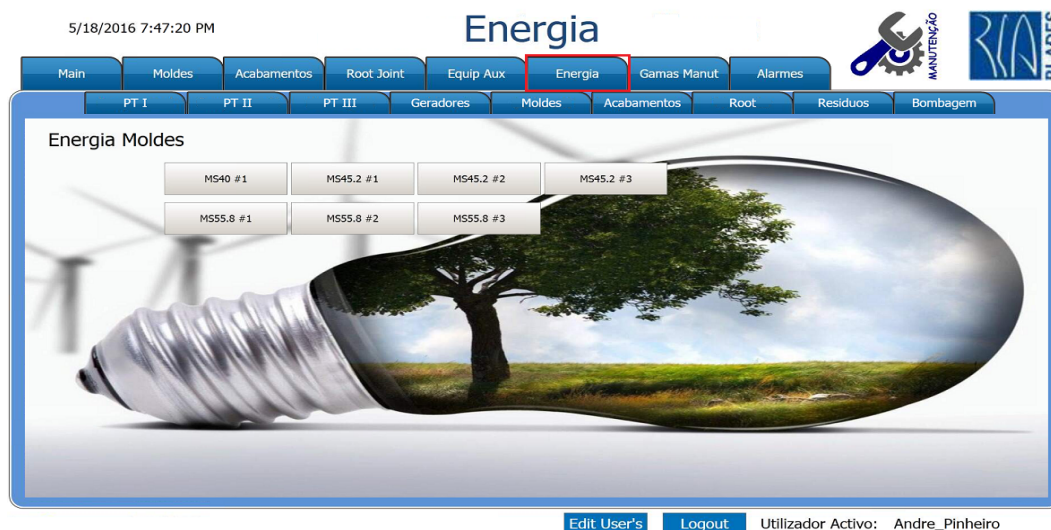 5/18/2016 7:47:20 PM
Energia
MANUTENÇÃO
RIA
BLADES
Main Moldes Acabamentos Root Joint Equip Aux Energia Gamas Manut Alarmes
PT I PT II PT III Geradores Moldes Acabamentos Root Residuos Bombagem
Energia Moldes
MS40 #1 MS45.2 #1 MS45.2 #2 MS45.2 #3
MS55.8 #1 MS55.8 #2 MS55.8 #3
Edit User's Logout Utilizador Activo: Andre_Pinheiro